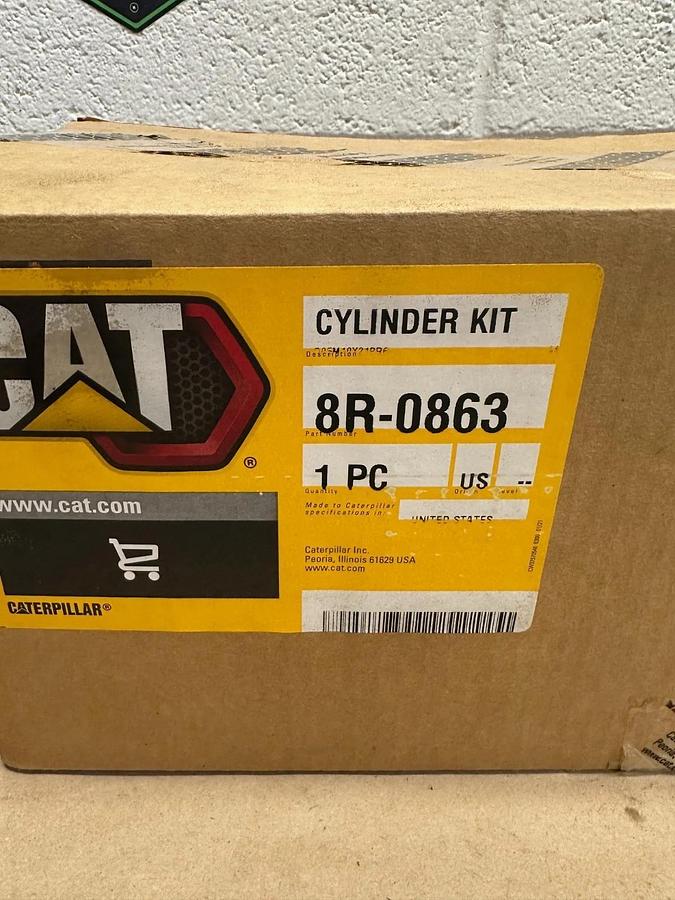 CAT
®
www.cat.com
CATERPILLAR®
CYLINDER KIT
Description
8R-0863
Part Number
1 PC
US
--
Quantity
Made to Caterpillar
specifications in:
UNITED STATES
Caterpillar Inc.
Peoria, Illinois 61629 USA
www.cat.com